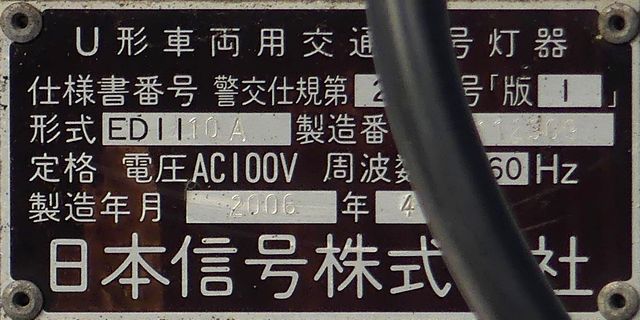 U形車両用交通 号灯器
仕様書番号 警交仕規第2 号「版1」
形式 ED1110A 製造番
定格 電圧AC100V 周波数 60Hz
製造年月 2006 年 4
日本信号株式 社